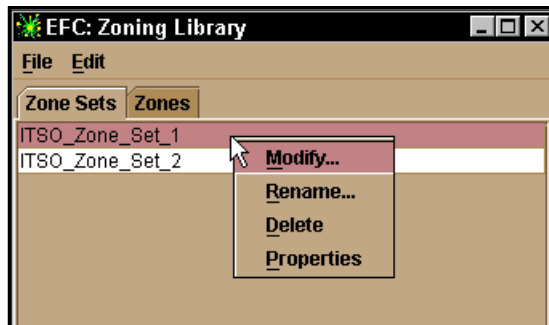 EFC: Zoning Library
File Edit
Zone Sets Zones
ITSO_Zone_Set_1
ITSO_Zone_Set_2
Modify...
Rename...
Delete
Properties